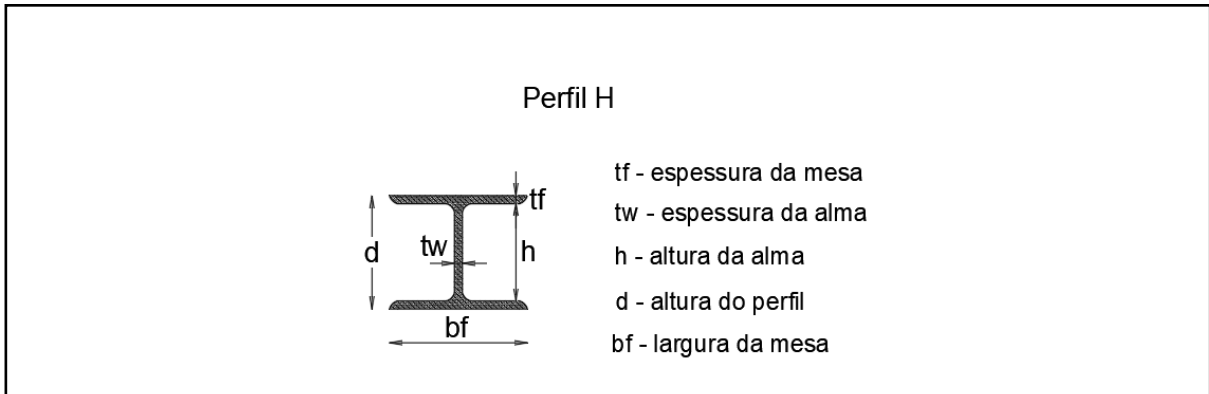 Perfil H
tf - espessura da mesa
tf
tw - espessura da alma
tw
h
d
h - altura da alma
d - altura do perfil
bf
bf - largura da mesa